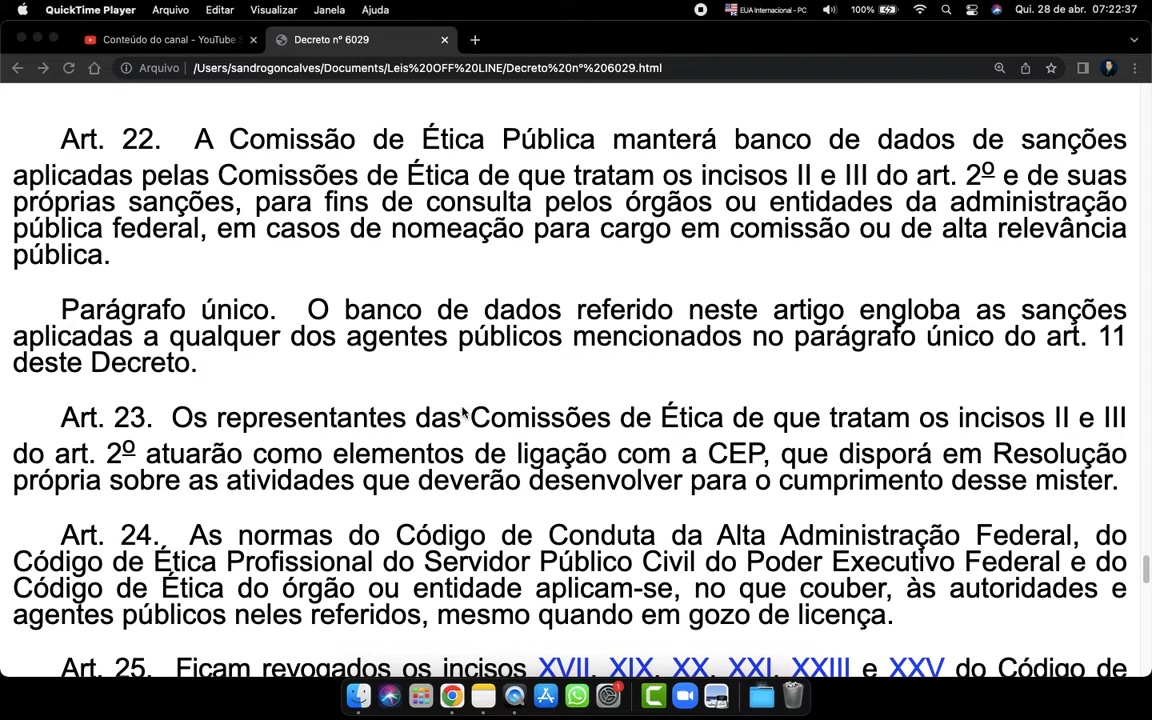 QuickTime Player Arquivo Editar Visualizar Janela Ajuda EUA Internacional - PC 100% Qui. 28 de abr. 07:22:37
Conteúdo do canal - YouTube Decreto nº 6029
Arquivo /Users/sandrogoncalves/Documents/Leis%20OFF%20LINE/Decreto%20nº%206029.html
Art. 22. A Comissão de Ética Pública manterá banco de dados de sanções
aplicadas pelas Comissões de Ética de que tratam os incisos II e III do art. 2º e de suas
próprias sanções, para fins de consulta pelos órgãos ou entidades da administração
pública federal, em casos de nomeação para cargo em comissão ou de alta relevância
pública.
Parágrafo único. O banco de dados referido neste artigo engloba as sanções
aplicadas a qualquer dos agentes públicos mencionados no parágrafo único do art. 11
deste Decreto.
Art. 23. Os representantes das Comissões de Ética de que tratam os incisos II e III
do art. 2º atuarão como elementos de ligação com a CEP, que disporá em Resolução
própria sobre as atividades que deverão desenvolver para o cumprimento desse mister.
Art. 24. As normas do Código de Conduta da Alta Administração Federal, do
Código de Ética Profissional do Servidor Público Civil do Poder Executivo Federal e do
Código de Ética do órgão ou entidade aplicam-se, no que couber, às autoridades e
agentes públicos neles referidos, mesmo quando em gozo de licença.
Art. 25. Ficam revogados os incisos XVII, XIX, XX, XXI, XXIII e XXV do Código de